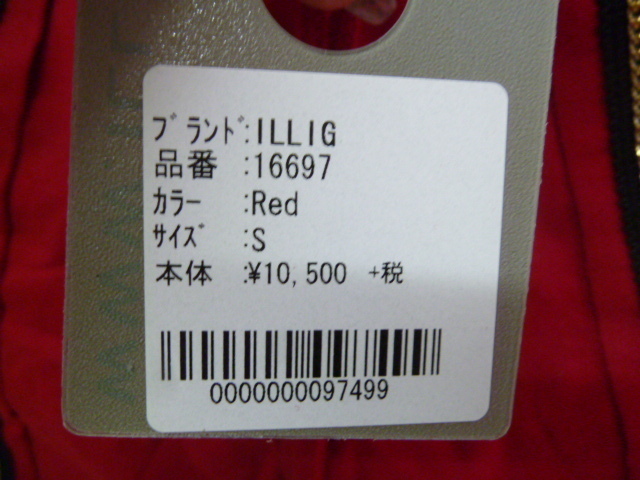 ブランド:ILLIG
品番 :16697
カラー :Red
サイズ :S
本体 :¥10,500 +税
0000000097499